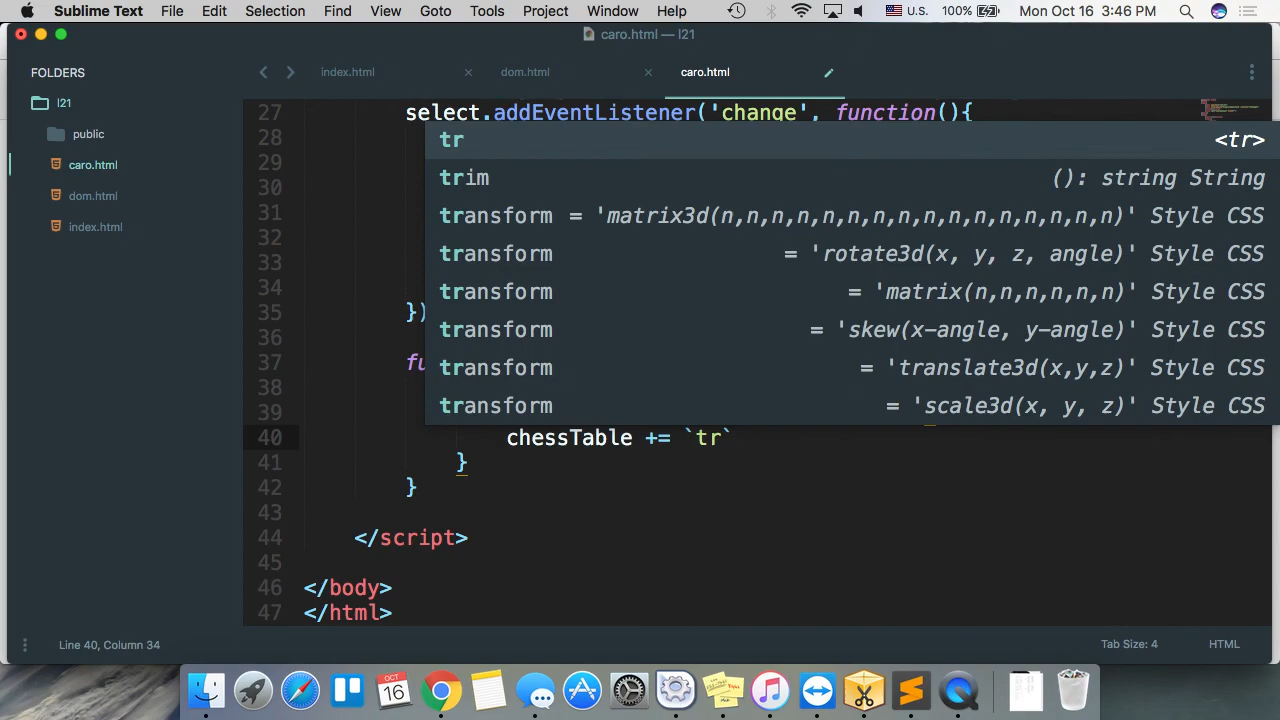 Sublime Text File Edit Selection Find View Goto Tools Project Window Help U.S. 100% Mon Oct 16 3:46 PM
caro.html — l21
FOLDERS
l21
public
caro.html
dom.html
index.html
index.html × dom.html × caro.html
27 select.addEventListener('change', function(){
28
29
30
31
32
33
34
35 })
36
37 fu
38
39
40 chessTable += `tr`
41 }
42 }
43
44 </script>
45
46 </body>
47 </html>
tr <tr>
trim (): string String
transform = 'matrix3d(n,n,n,n,n,n,n,n,n,n,n,n,n,n,n,n)' Style CSS
transform = 'rotate3d(x, y, z, angle)' Style CSS
transform = 'matrix(n,n,n,n,n,n)' Style CSS
transform = 'skew(x-angle, y-angle)' Style CSS
transform = 'translate3d(x,y,z)' Style CSS
transform = 'scale3d(x, y, z)' Style CSS
Line 40, Column 34 Tab Size: 4 HTML
OCT
16